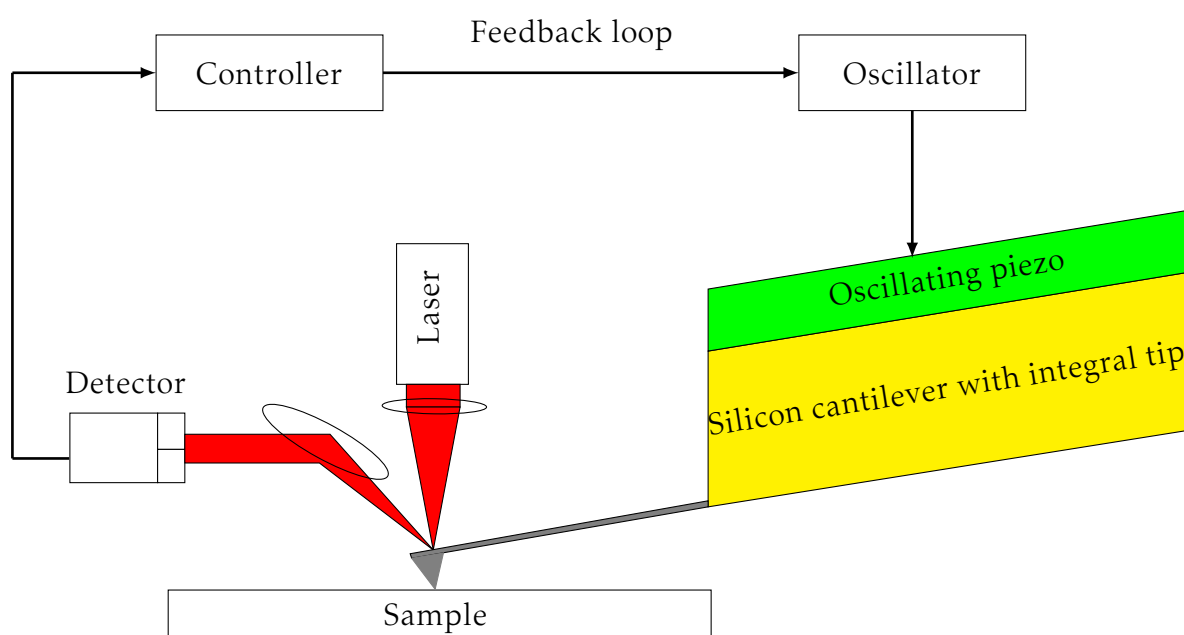 Feedback loop
Controller
Oscillator
Oscillating piezo
Laser
Silicon cantilever with integral tip
Detector
Sample